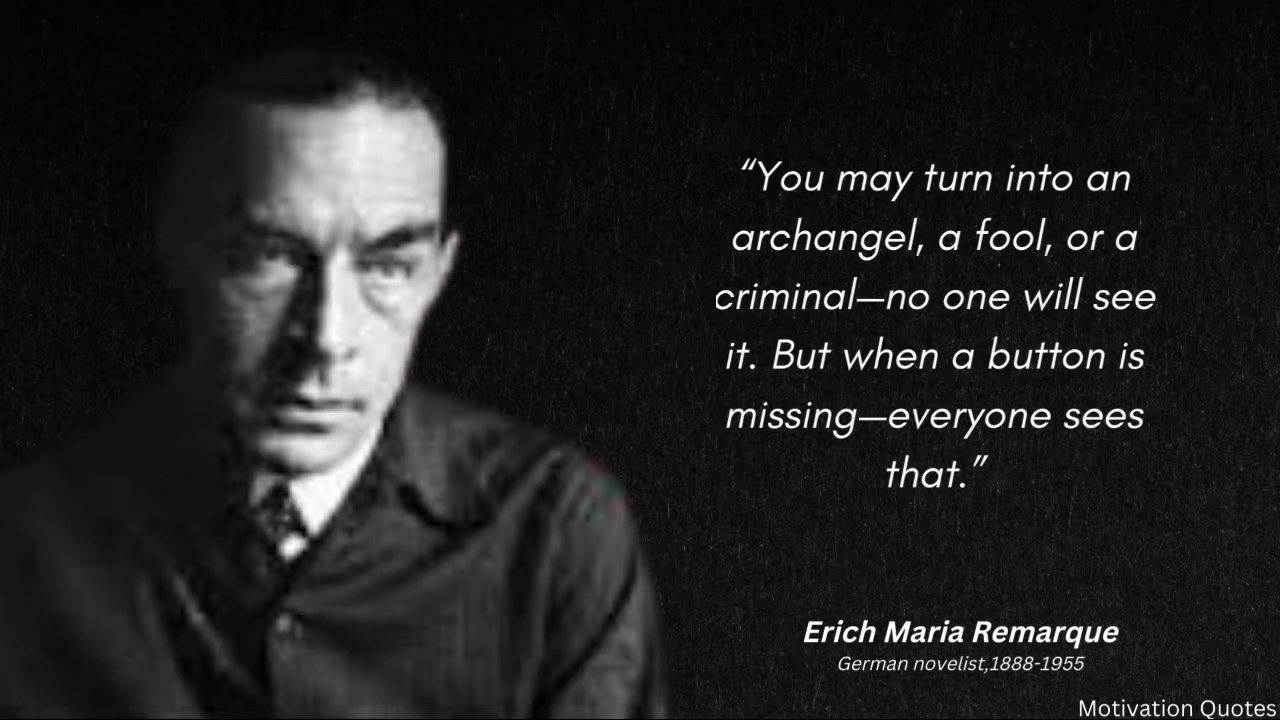 “You may turn into an
archangel, a fool, or a
criminal—no one will see
it. But when a button is
missing—everyone sees
that.”
Erich Maria Remarque
German novelist,1888-1955
Motivation Quotes